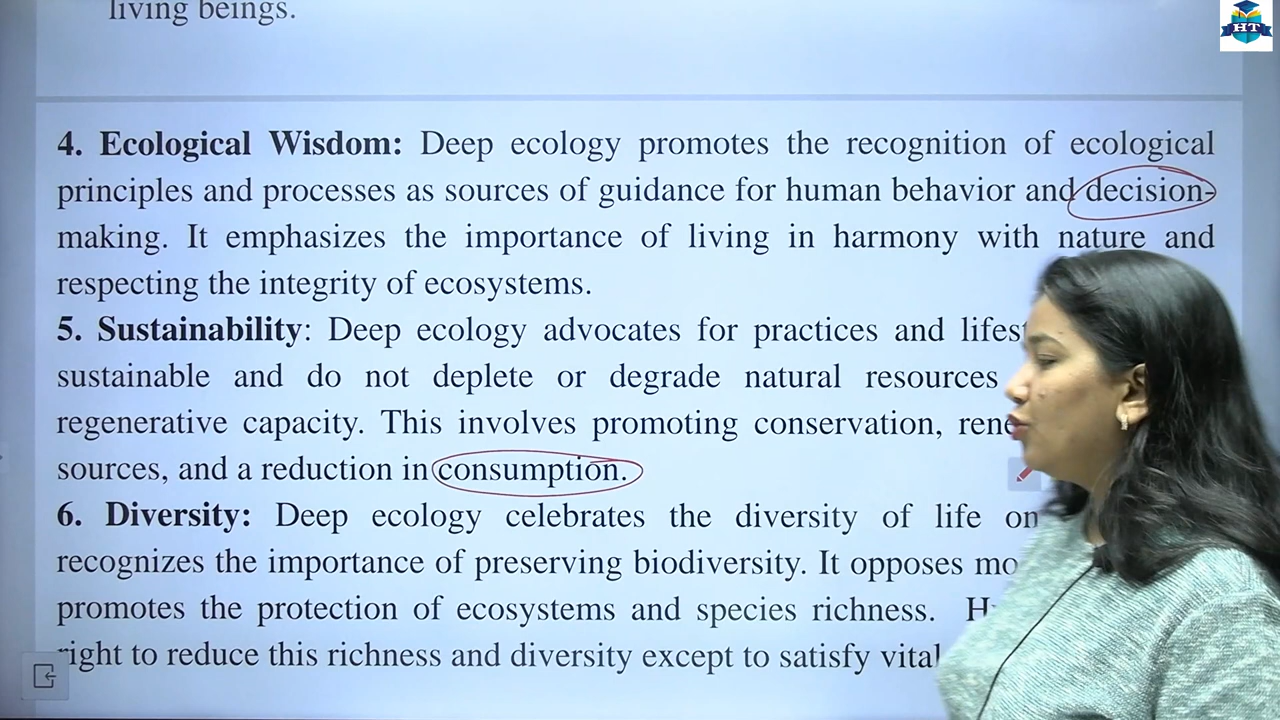 living beings.
HT
4. Ecological Wisdom: Deep ecology promotes the recognition of ecological
principles and processes as sources of guidance for human behavior and decision-
making. It emphasizes the importance of living in harmony with nature and
respecting the integrity of ecosystems.
5. Sustainability: Deep ecology advocates for practices and
sustainable and do not deplete or degrade natural resources
regenerative capacity. This involves promoting conservation,
sources, and a reduction in consumption.
6. Diversity: Deep ecology celebrates the diversity of life on
recognizes the importance of preserving biodiversity. It opposes
promotes the protection of ecosystems and species richness.
right to reduce this richness and diversity except to satisfy vital